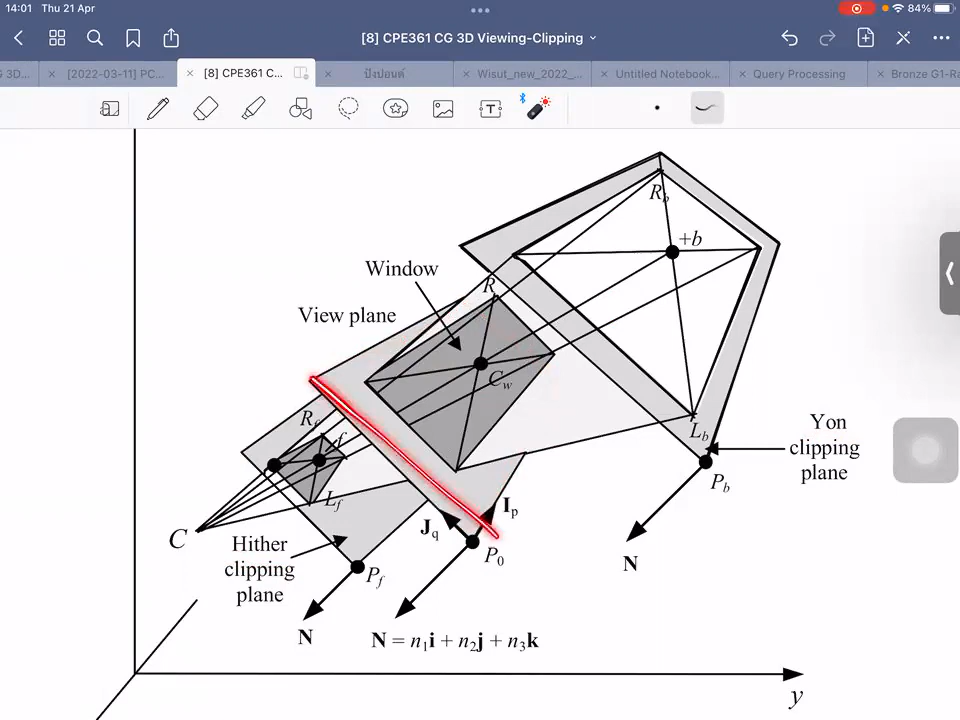 14:01 Thu 21 Apr
84%
[8] CPE361 CG 3D Viewing-Clipping
G 3D...
[2022-03-11] PC...
[8] CPE361 C...
ปังปอนด์
Wisut_new_2022_...
Untitled Notebook...
Query Processing
Bronze G1-Ra
T
R_b
+b
Window
R
View plane
C_w
R_f
f
L_b
Yon
clipping
plane
P_b
L_f
I_p
J_q
C
Hither
clipping
plane
P_0
P_f
N
N
N = n_1i + n_2j + n_3k
y